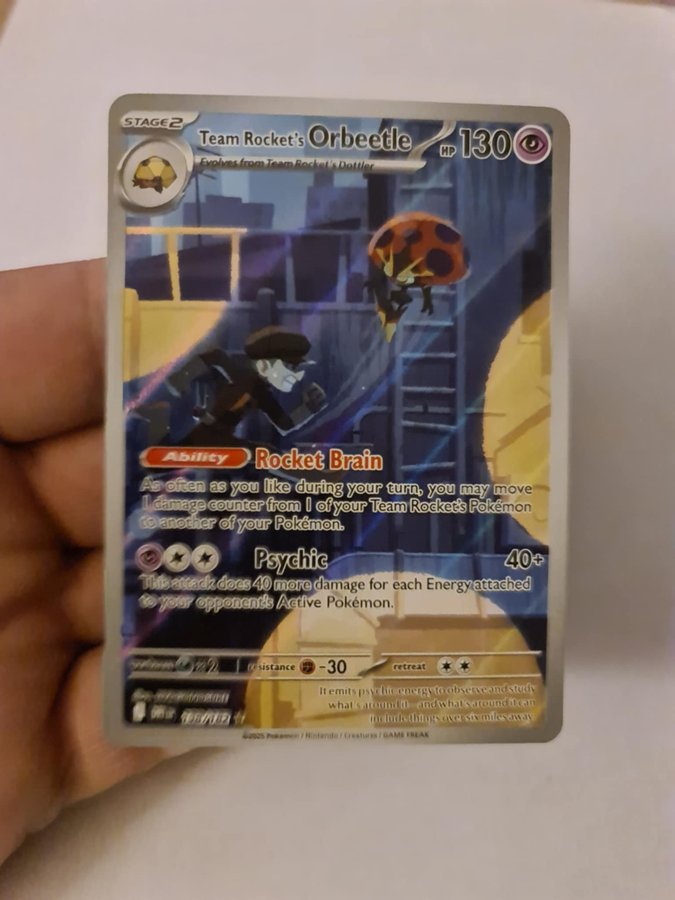 STAGE2
Team Rocket's Orbeetle HP 130
Evolves from Team Rocket's Dottler
Ability Rocket Brain
As often as you like during your turn, you may move
1 damage counter from 1 of your Team Rocket's Pokémon
to another of your Pokémon.
Psychic 40+
This attack does 40 more damage for each Energy attached
to your opponent's Active Pokémon.
weakness ×2 resistance -30 retreat
It emits psychic energy to observe and study
what's around it—and what's around it can
include things over six miles away.
©2025 Pokémon / Nintendo / Creatures / GAME FREAK